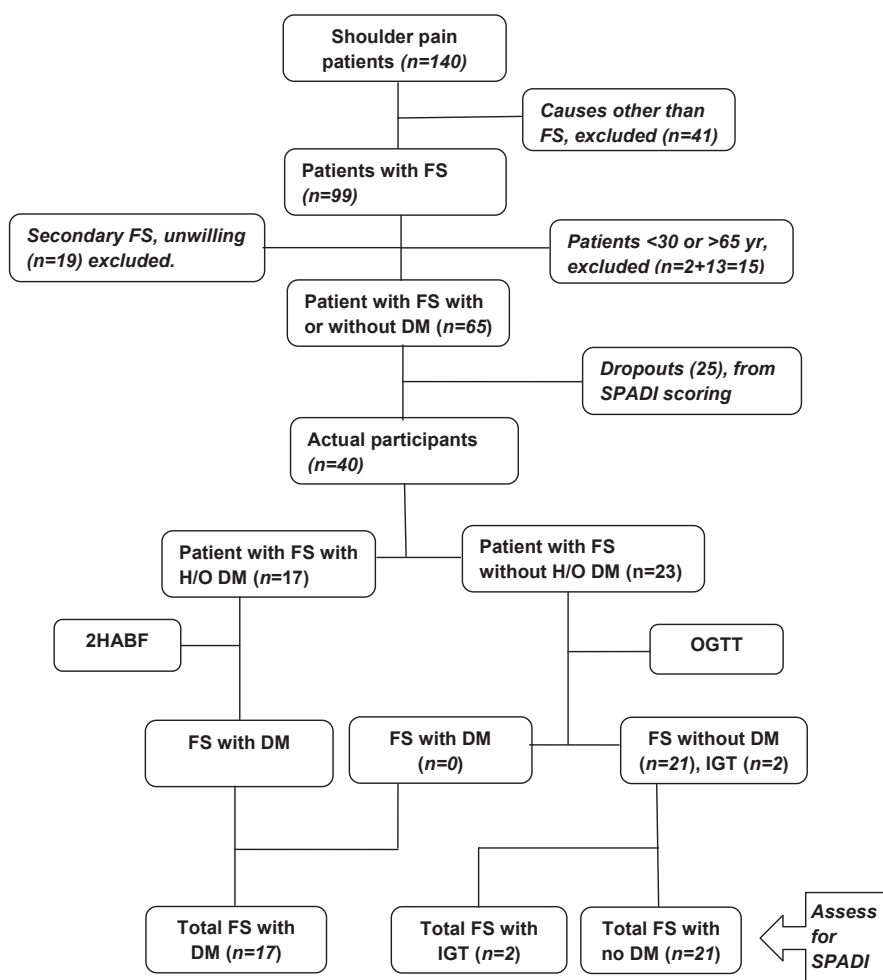 Shoulder pain
patients (n=140)
Causes other than
FS, excluded (n=41)
Patients with FS
(n=99)
Secondary FS, unwilling
(n=19) excluded.
Patients <30 or >65 yr,
excluded (n=2+13=15)
Patient with FS with
or without DM (n=65)
Dropouts (25), from
SPADI scoring
Actual participants
(n=40)
Patient with FS with
H/O DM (n=17)
Patient with FS
without H/O DM (n=23)
2HABF
OGTT
FS with DM
FS with DM
(n=0)
FS without DM
(n=21), IGT (n=2)
Total FS with
DM (n=17)
Total FS with
IGT (n=2)
Total FS with
no DM (n=21)
Assess
for
SPADI